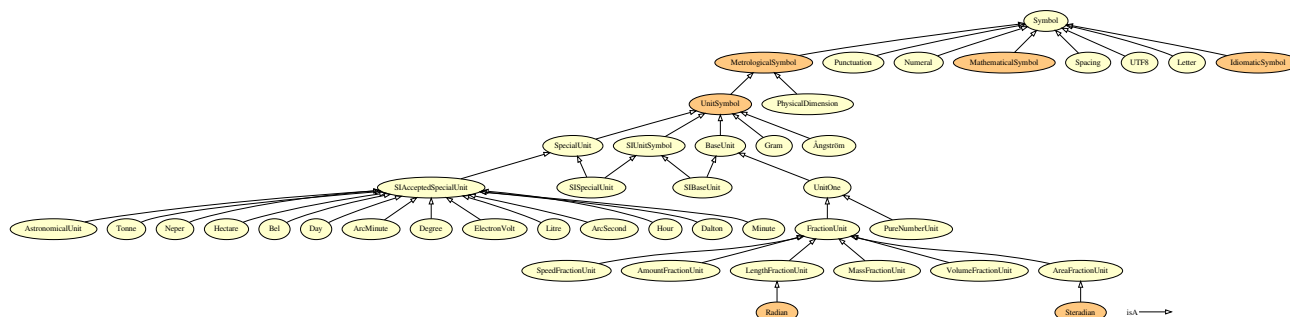 Symbol
MetrologicalSymbol
Punctuation
Numeral
MathematicalSymbol
Spacing
UTF8
Letter
IdiomaticSymbol
UnitSymbol
PhysicalDimension
SpecialUnit
SIUnitSymbol
BaseUnit
Gram
Ångström
SIAcceptedSpecialUnit
SISpecialUnit
SIBaseUnit
UnitOne
AstronomicalUnit
Tonne
Neper
Hectare
Bel
Day
ArcMinute
Degree
ElectronVolt
Litre
ArcSecond
Hour
Dalton
Minute
FractionUnit
PureNumberUnit
SpeedFractionUnit
AmountFractionUnit
LengthFractionUnit
MassFractionUnit
VolumeFractionUnit
AreaFractionUnit
Radian
Steradian
isA